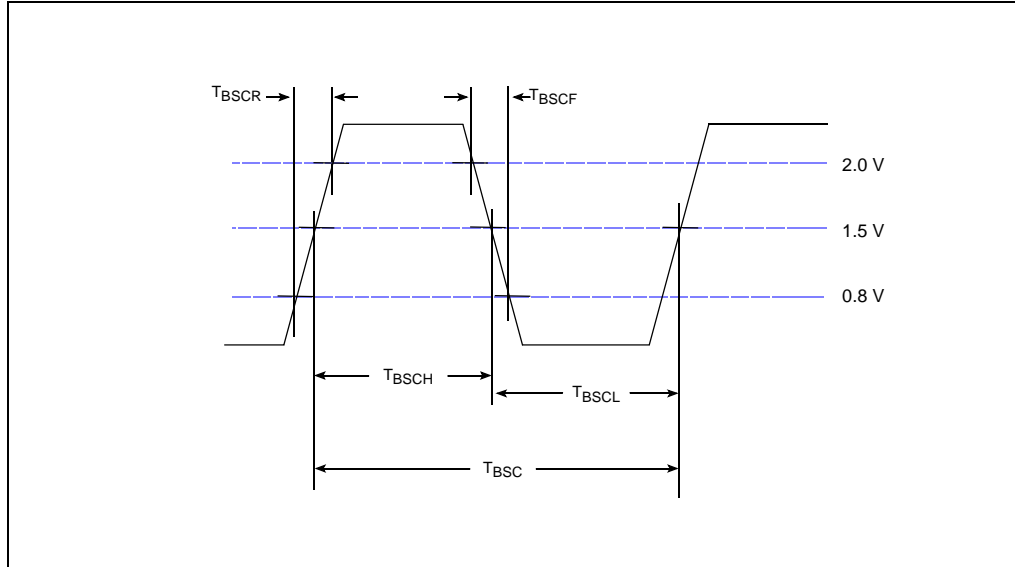 TBSCR
TBSCF
2.0 V
1.5 V
0.8 V
TBSCH
TBSCL
TBSC